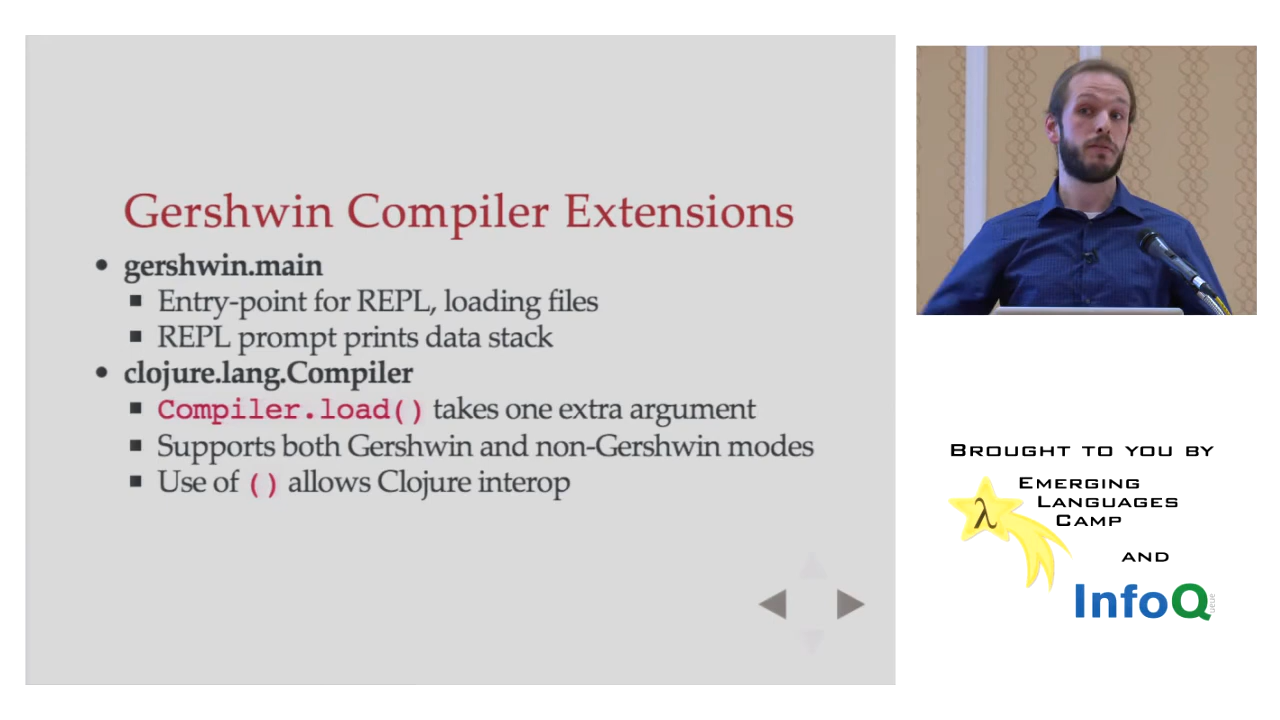 Gershwin Compiler Extensions
• gershwin.main
▪ Entry-point for REPL, loading files
▪ REPL prompt prints data stack
• clojure.lang.Compiler
▪ Compiler.load() takes one extra argument
▪ Supports both Gershwin and non-Gershwin modes
▪ Use of () allows Clojure interop
BROUGHT TO YOU BY
EMERGING
LANGUAGES
CAMP
λ
AND
InfoQ
ueue